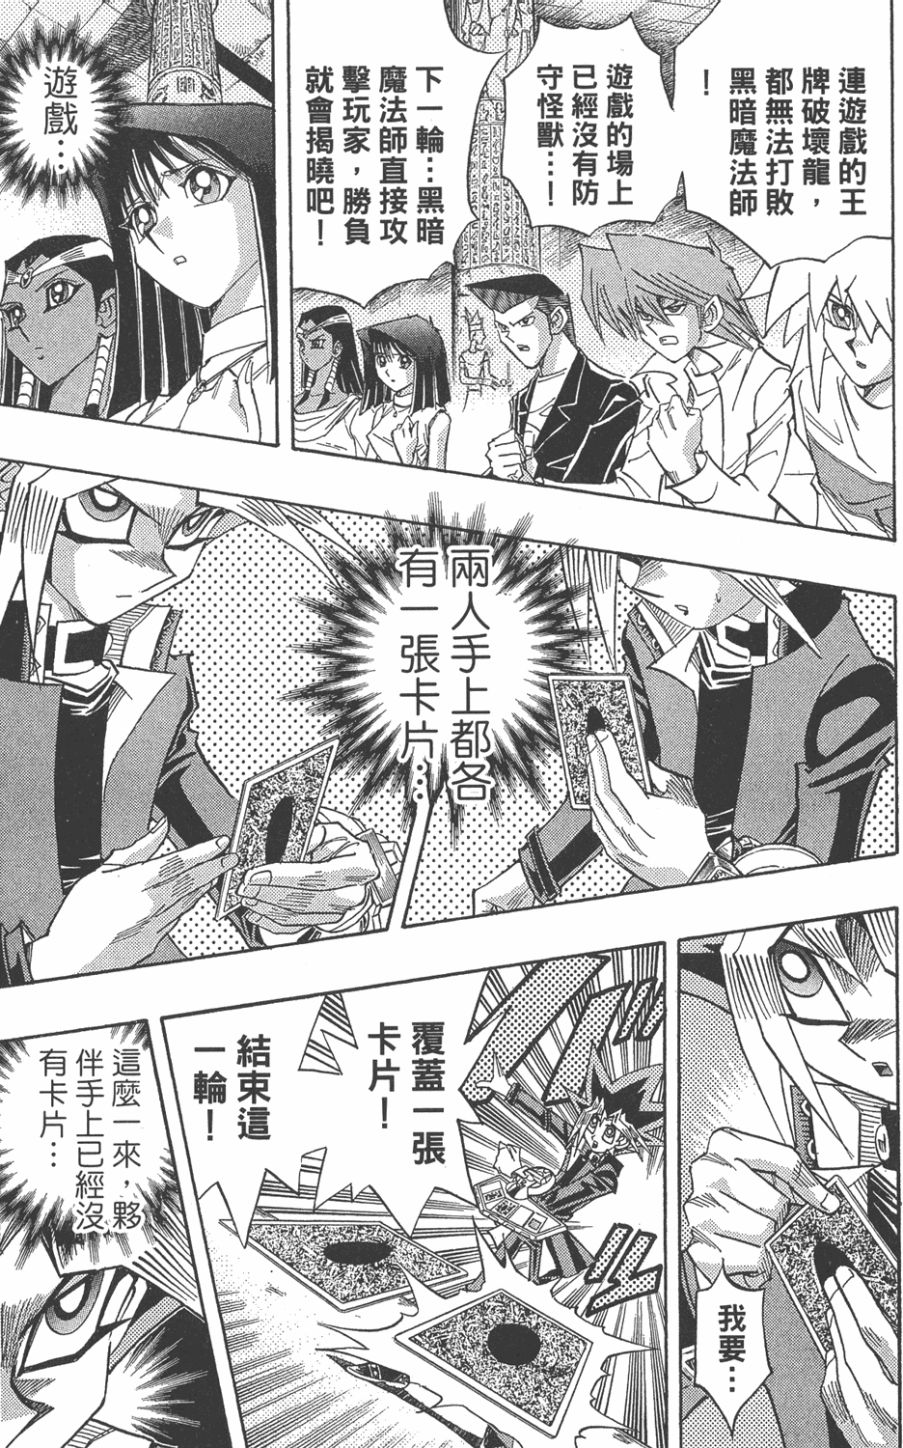 連遊戲的王
牌破壞龍，
都無法打敗
黑暗魔法師
！
遊戲的場上
已經沒有防
守怪獸…！
下一輪…黑暗
魔法師直接攻
擊玩家，勝負
就會揭曉吧！
遊戲…
兩人手上都各
有一張卡片…
我要…
覆蓋一張
卡片！
結束這
一輪！
這麼一來，夥
伴手上已經沒
有卡片…